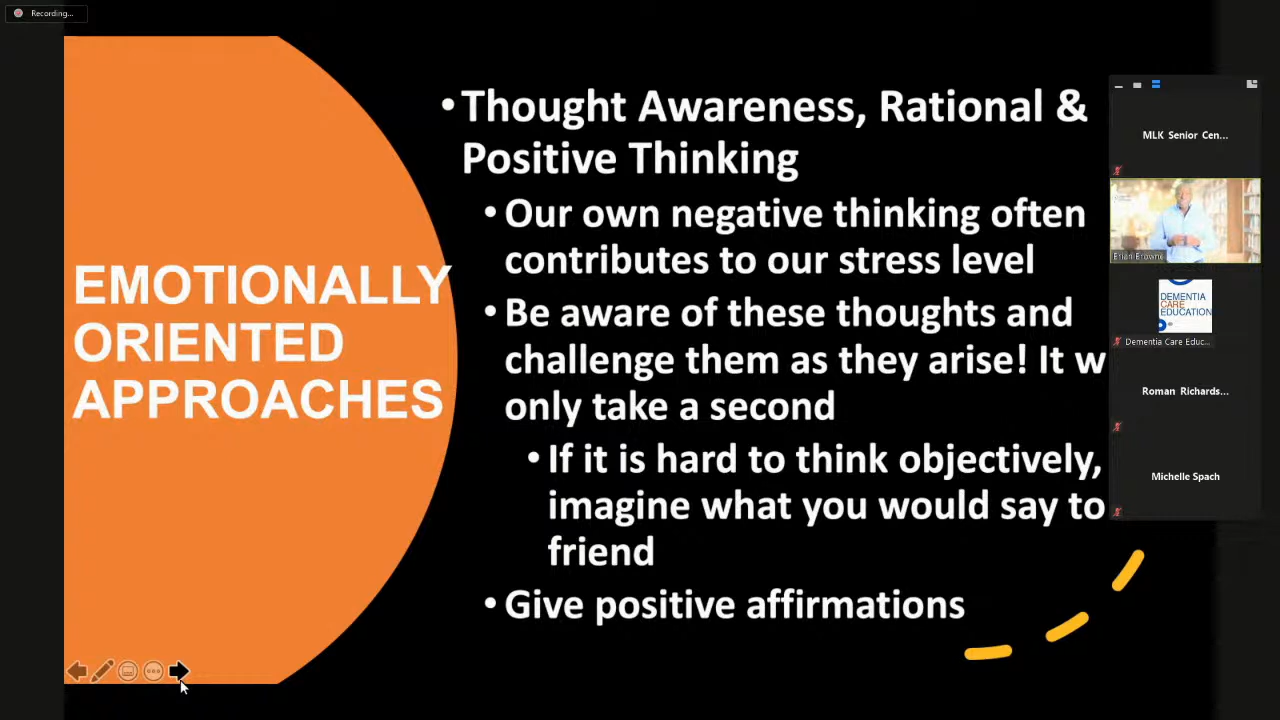 Recording...
EMOTIONALLY
ORIENTED
APPROACHES
• Thought Awareness, Rational &
Positive Thinking
• Our own negative thinking often
contributes to our stress level
• Be aware of these thoughts and
challenge them as they arise! It w
only take a second
• If it is hard to think objectively,
imagine what you would say to
friend
• Give positive affirmations
MLK Senior Cen...
Brian Browne
DEMENTIA
CARE
EDUCATION
Dementia Care Educ...
Roman Richards...
Michelle Spach